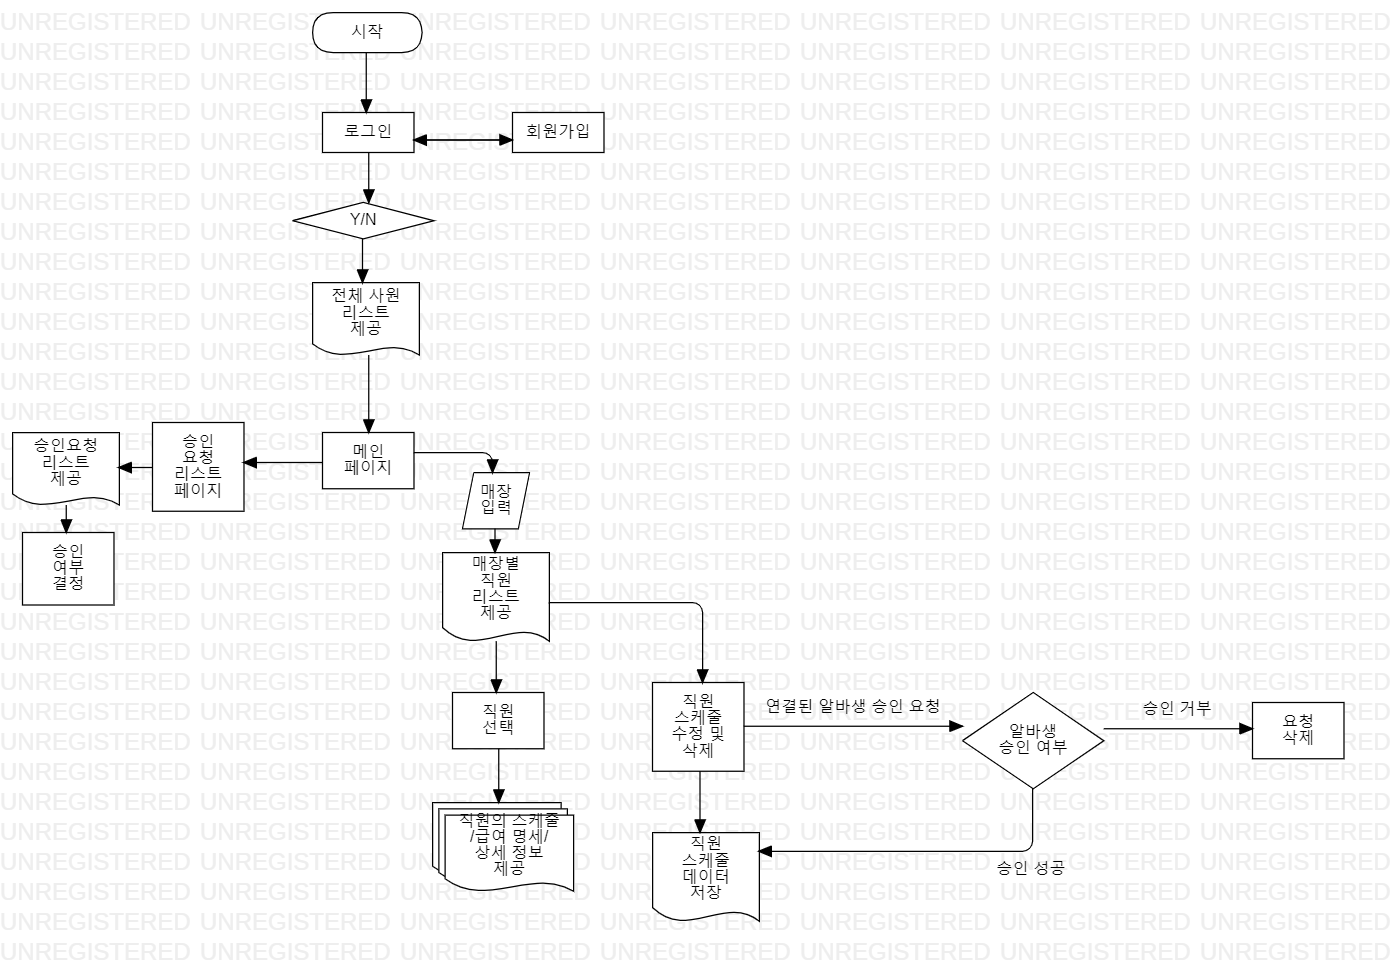 시작
로그인
회원가입
Y/N
전체 사원
리스트
제공
메인
페이지
승인
요청
리스트
페이지
승인요청
리스트
제공
승인
여부
결정
매장
입력
매장별
직원
리스트
제공
직원
선택
직원의 스케줄
/급여 명세/
상세 정보
제공
직원
스케줄
수정 및
삭제
연결된 알바생 승인 요청
알바생
승인 여부
승인 거부
요청
삭제
승인 성공
직원
스케줄
데이터
저장
UNREGISTERED